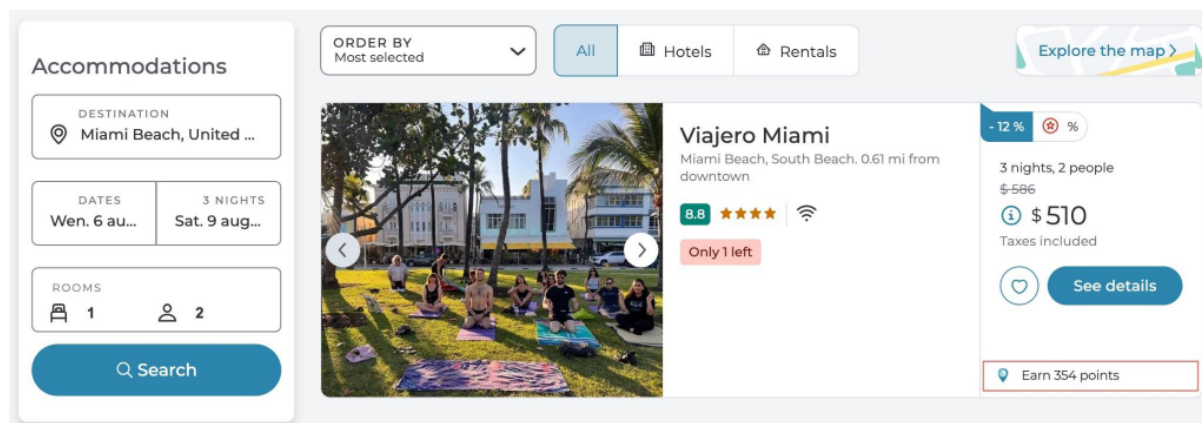 Accommodations
DESTINATION
Miami Beach, United ...
DATES
3 NIGHTS
Wen. 6 au...
Sat. 9 aug...
ROOMS
1
2
Search
ORDER BY
Most selected
All
Hotels
Rentals
Explore the map
Viajero Miami
Miami Beach, South Beach. 0.61 mi from
downtown
8.8
Only 1 left
- 12 %
%
3 nights, 2 people
$ 586
$ 510
Taxes included
See details
Earn 354 points